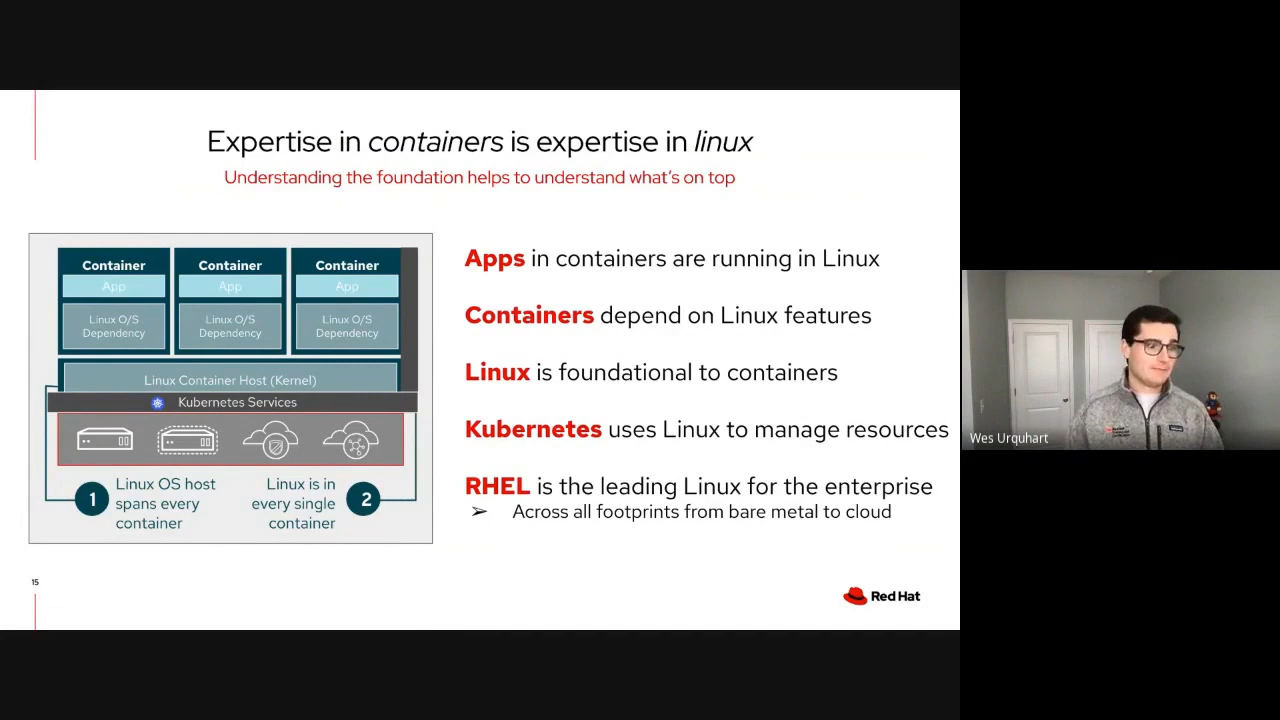 Expertise in containers is expertise in linux
Understanding the foundation helps to understand what's on top
Container
App
Linux O/S
Dependency
Container
App
Linux O/S
Dependency
Container
App
Linux O/S
Dependency
Linux Container Host (Kernel)
Kubernetes Services
1
Linux OS host
spans every
container
Linux is in
every single
container
2
Apps in containers are running in Linux
Containers depend on Linux features
Linux is foundational to containers
Kubernetes uses Linux to manage resources
RHEL is the leading Linux for the enterprise
➢ Across all footprints from bare metal to cloud
15
Red Hat
Wes Urquhart